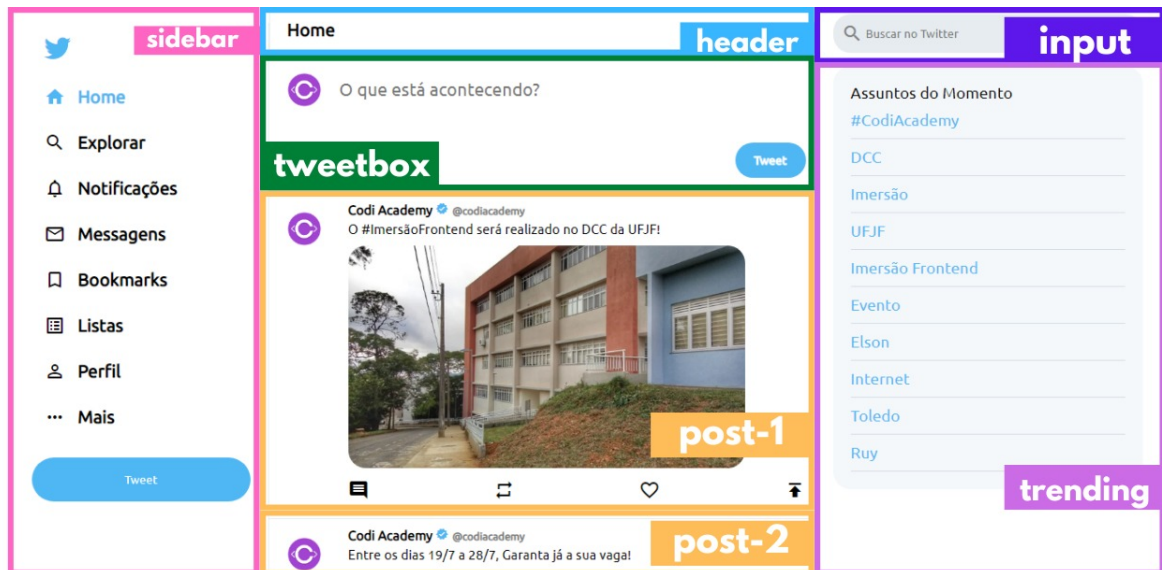 sidebar
Home
Explorar
Notificações
Messagens
Bookmarks
Listas
Perfil
Mais
Tweet
Home
header
O que está acontecendo?
tweetbox
Tweet
Codi Academy @codiacademy
O #ImersãoFrontend será realizado no DCC da UFJF!
post-1
Codi Academy @codiacademy
Entre os dias 19/7 a 28/7, Garanta já a sua vaga!
post-2
Buscar no Twitter
input
Assuntos do Momento
#CodiAcademy
DCC
Imersão
UFJF
Imersão Frontend
Evento
Elson
Internet
Toledo
Ruy
trending